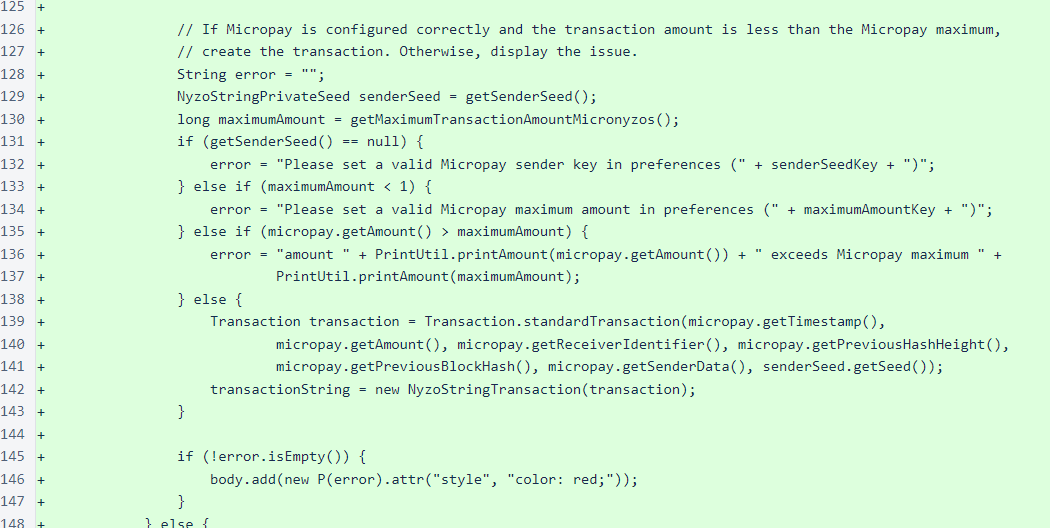 125 +
126 + // If Micropay is configured correctly and the transaction amount is less than the Micropay maximum,
127 + // create the transaction. Otherwise, display the issue.
128 + String error = "";
129 + NyzoStringPrivateSeed senderSeed = getSenderSeed();
130 + long maximumAmount = getMaximumTransactionAmountMicronyzos();
131 + if (getSenderSeed() == null) {
132 + error = "Please set a valid Micropay sender key in preferences (" + senderSeedKey + ")";
133 + } else if (maximumAmount < 1) {
134 + error = "Please set a valid Micropay maximum amount in preferences (" + maximumAmountKey + ")";
135 + } else if (micropay.getAmount() > maximumAmount) {
136 + error = "amount " + PrintUtil.printAmount(micropay.getAmount()) + " exceeds Micropay maximum " +
137 + PrintUtil.printAmount(maximumAmount);
138 + } else {
139 + Transaction transaction = Transaction.standardTransaction(micropay.getTimestamp(),
140 + micropay.getAmount(), micropay.getReceiverIdentifier(), micropay.getPreviousHashHeight(),
141 + micropay.getPreviousBlockHash(), micropay.getSenderData(), senderSeed.getSeed());
142 + transactionString = new NyzoStringTransaction(transaction);
143 + }
144 +
145 + if (!error.isEmpty()) {
146 + body.add(new P(error).attr("style", "color: red;"));
147 + }
148 + } else {